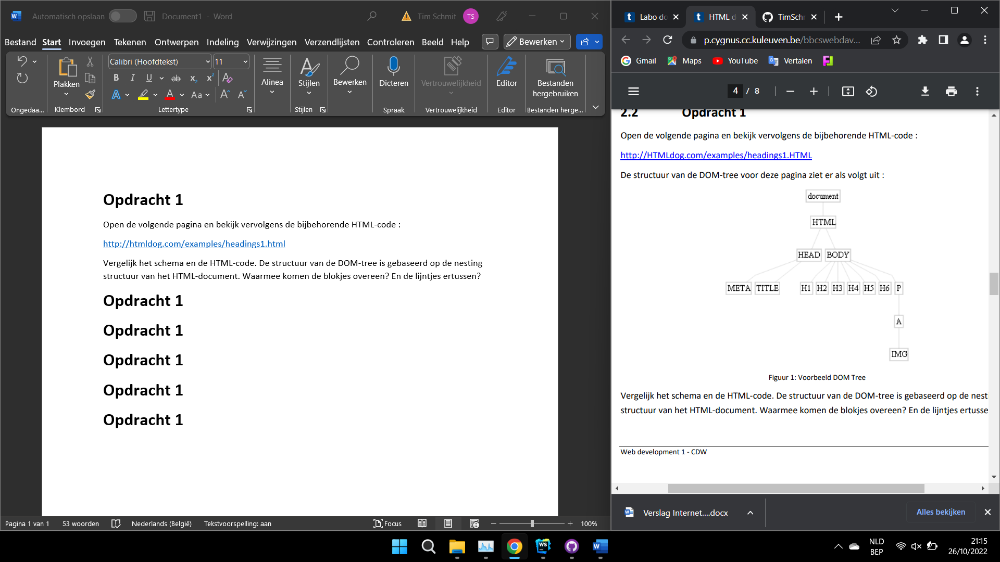 Automatisch opslaan
Document1 - Word
Tim Schmit
TS
Bestand Start Invoegen Tekenen Ontwerpen Indeling Verwijzingen Verzendlijsten Controleren Beeld Help
Bewerken
Calibri (Hoofdtekst)
11
Plakken
Alinea
Stijlen
Bewerken
Dicteren
Vertrouwelijkheid
Editor
Bestanden
hergebruiken
Ongedaa...
Klembord
Lettertype
Stijlen
Spraak
Vertrouwelijkheid
Editor
Bestanden herge...
Opdracht 1
Open de volgende pagina en bekijk vervolgens de bijbehorende HTML-code :
http://htmldog.com/examples/headings1.html
Vergelijk het schema en de HTML-code. De structuur van de DOM-tree is gebaseerd op de nesting
structuur van het HTML-document. Waarmee komen de blokjes overeen? En de lijntjes ertussen?
Opdracht 1
Opdracht 1
Opdracht 1
Opdracht 1
Opdracht 1
Pagina 1 van 1
53 woorden
Nederlands (België)
Tekstvoorspelling: aan
Focus
100%
Labo do
HTML d
TimSchr
p.cygnus.cc.kuleuven.be/bbcswebdav...
Gmail
Maps
YouTube
Vertalen
4 / 8
2.2 Opdracht 1
Open de volgende pagina en bekijk vervolgens de bijbehorende HTML-code :
http://HTMLdog.com/examples/headings1.HTML
De structuur van de DOM-tree voor deze pagina ziet er als volgt uit :
document
HTML
HEAD BODY
META TITLE H1 H2 H3 H4 H5 H6 P
A
IMG
Figuur 1: Voorbeeld DOM Tree
Vergelijk het schema en de HTML-code. De structuur van de DOM-tree is gebaseerd op de nest
structuur van het HTML-document. Waarmee komen de blokjes overeen? En de lijntjes ertusse
Web development 1 - CDW
Verslag Internet....docx
Alles bekijken
NLD
BEP
21:15
26/10/2022